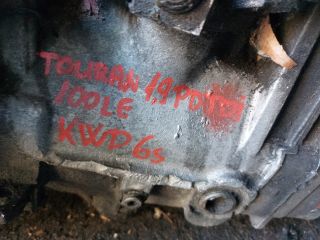 TOURAN 1,9 PDTDI
100LE
KWD 6s